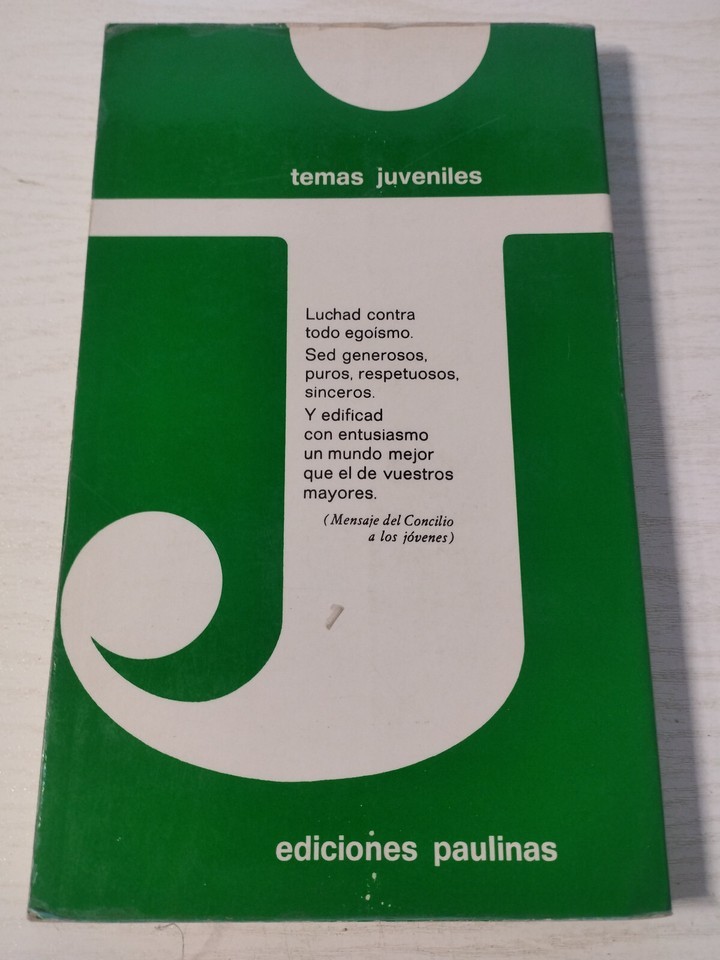 temas juveniles
Luchad contra
todo egoísmo.
Sed generosos,
puros, respetuosos,
sinceros.
Y edificad
con entusiasmo
un mundo mejor
que el de vuestros
mayores.
(Mensaje del Concilio
a los jóvenes)
ediciones paulinas